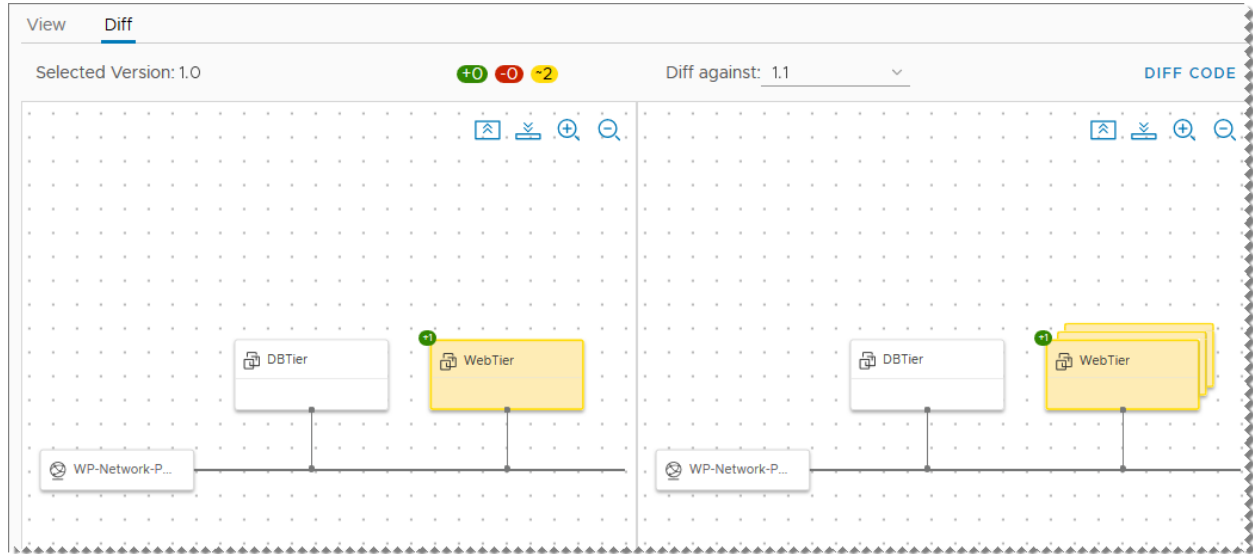 View Diff
Selected Version: 1.0 +0 -0 ~2 Diff against: 1.1 DIFF CODE
+1 +1
DBTier WebTier DBTier WebTier
WP-Network-P... WP-Network-P...